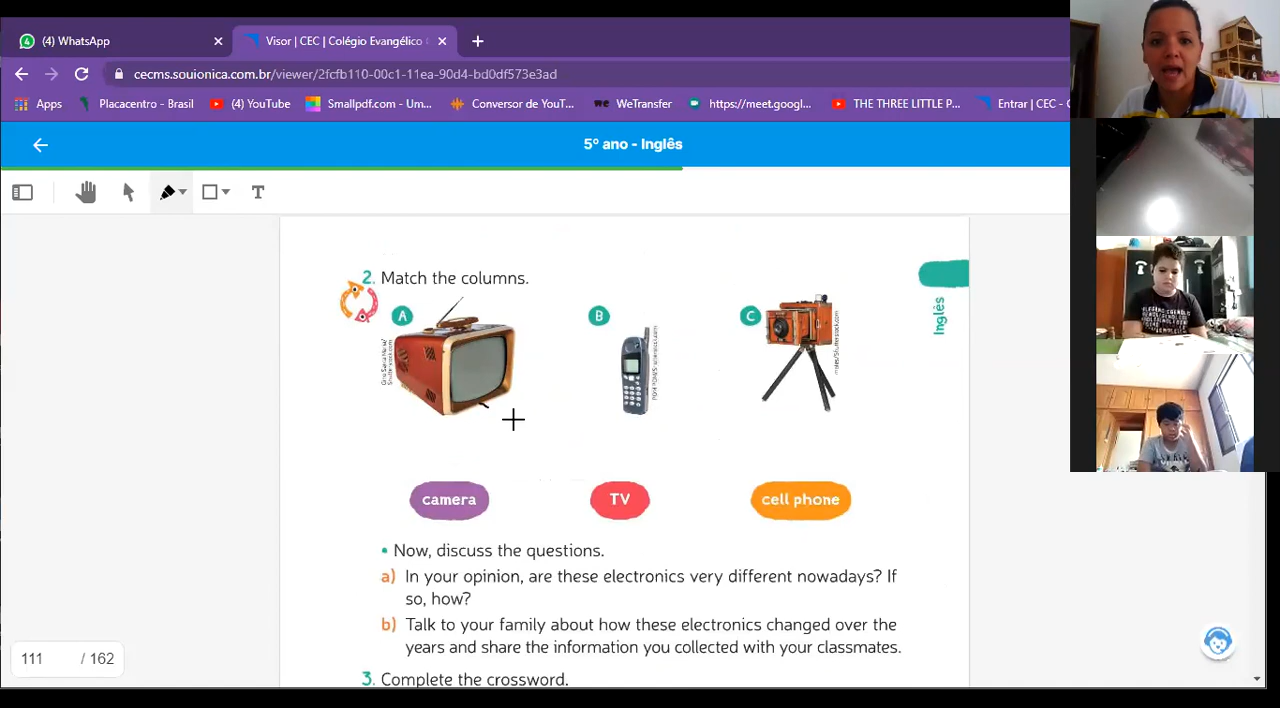 (4) WhatsApp
Visor | CEC | Colégio Evangélico
cecms.souionica.com.br/viewer/2fcfb110-00c1-11ea-90d4-bd0df573e3ad
Apps
Placacentro - Brasil
(4) YouTube
Smallpdf.com - Um...
Conversor de YouT...
we WeTransfer
https://meet.googl...
THE THREE LITTLE P...
Entrar | CEC -
5º ano - Inglês
T
2. Match the columns.
A
B
C
Inglês
camera
TV
cell phone
• Now, discuss the questions.
a) In your opinion, are these electronics very different nowadays? If
so, how?
b) Talk to your family about how these electronics changed over the
years and share the information you collected with your classmates.
3. Complete the crossword.
111 / 162